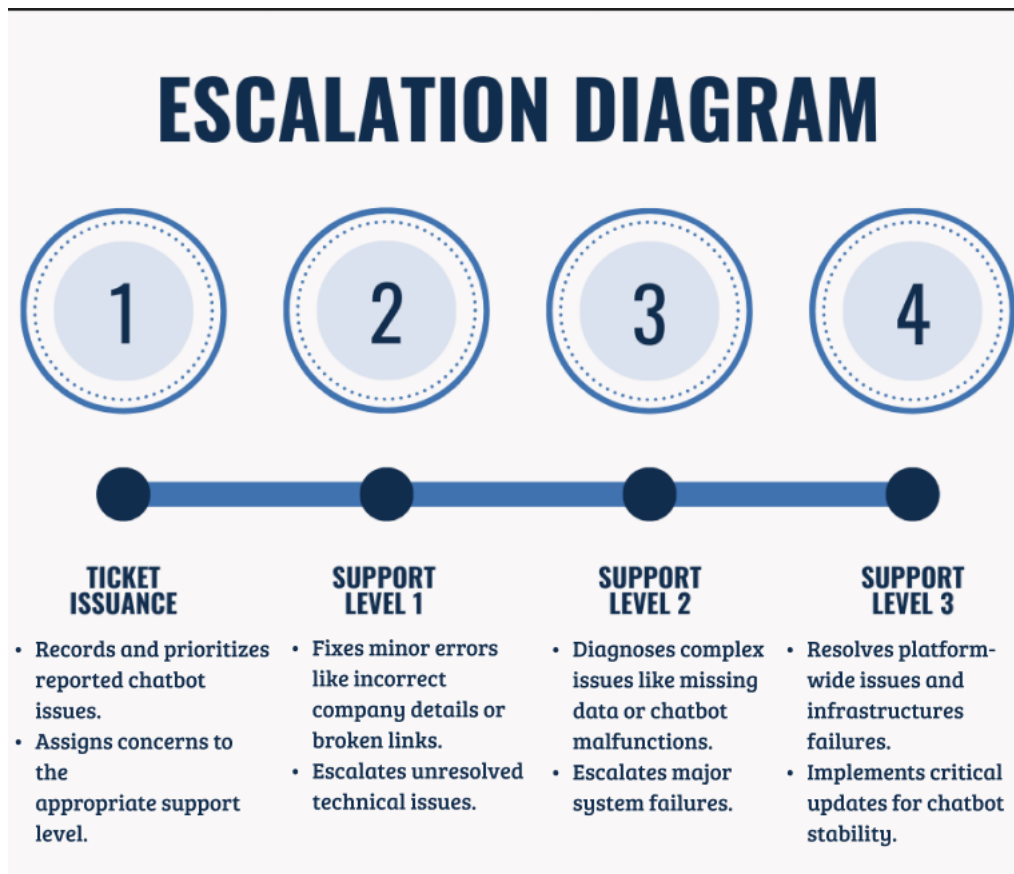 ESCALATION DIAGRAM
1
2
3
4
TICKET
ISSUANCE
• Records and prioritizes
reported chatbot
issues.
• Assigns concerns to
the
appropriate support
level.
SUPPORT
LEVEL 1
• Fixes minor errors
like incorrect
company details or
broken links.
• Escalates unresolved
technical issues.
SUPPORT
LEVEL 2
• Diagnoses complex
issues like missing
data or chatbot
malfunctions.
• Escalates major
system failures.
SUPPORT
LEVEL 3
• Resolves platform-
wide issues and
infrastructures
failures.
• Implements critical
updates for chatbot
stability.